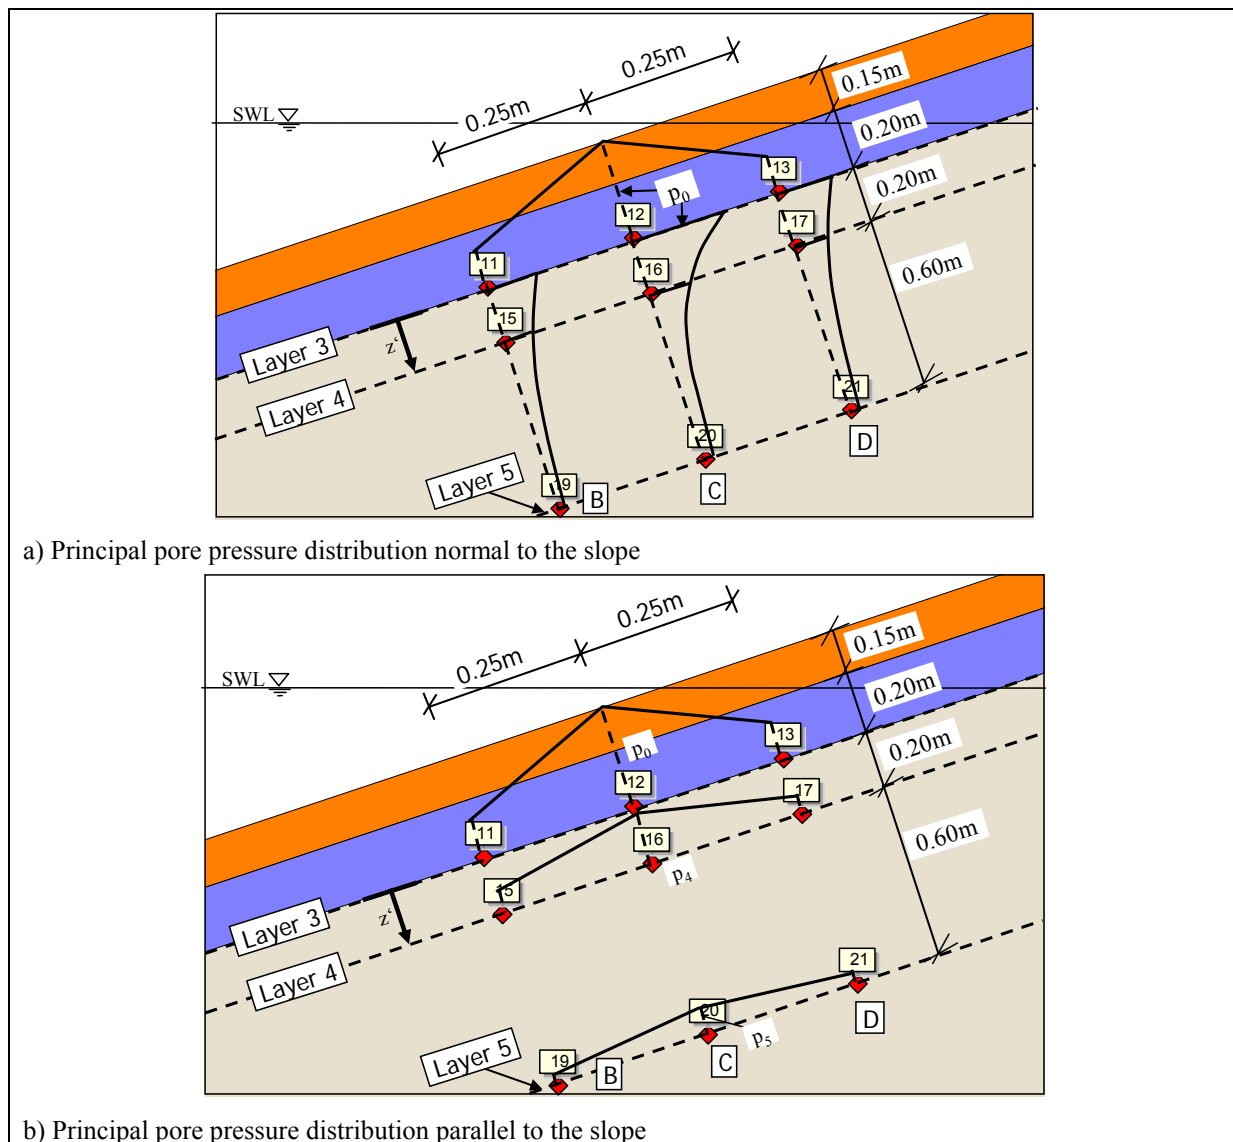 0.25m
0.25m
0.15m
SWL
0.20m
13
p0
0.20m
12
17
11
16
0.60m
15
z‘
Layer 3
Layer 4
21
20
D
Layer 5
19
B
C
a) Principal pore pressure distribution normal to the slope
0.25m
0.25m
0.15m
SWL
0.20m
p0
13
0.20m
12
17
11
16
0.60m
p4
15
z‘
Layer 3
Layer 4
21
20
D
p5
Layer 5
19
B
C
b) Principal pore pressure distribution parallel to the slope